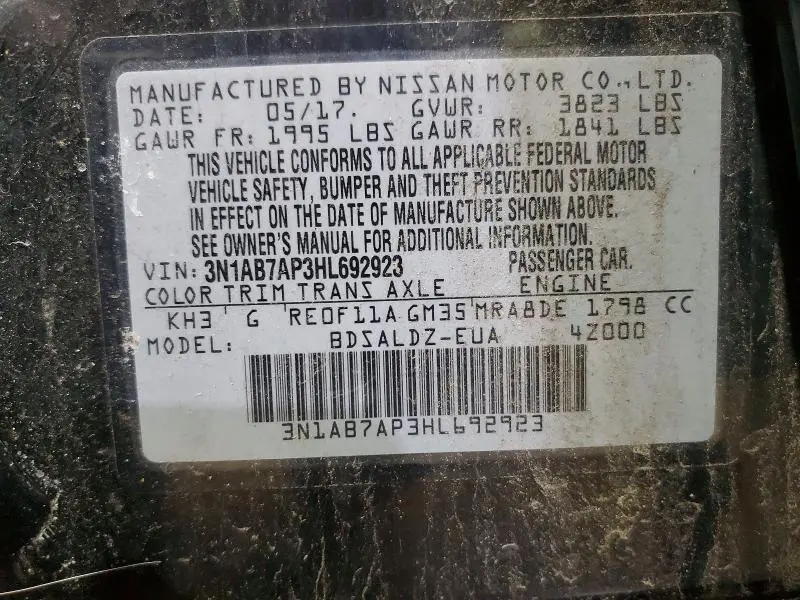 MANUFACTURED BY NISSAN MOTOR CO.,LTD.
DATE: 05/17. GVWR: 3823 LBS
GAWR FR: 1995 LBS GAWR RR: 1841 LBS
THIS VEHICLE CONFORMS TO ALL APPLICABLE FEDERAL MOTOR
VEHICLE SAFETY, BUMPER AND THEFT PREVENTION STANDARDS
IN EFFECT ON THE DATE OF MANUFACTURE SHOWN ABOVE.
SEE OWNER'S MANUAL FOR ADDITIONAL INFORMATION.
VIN: 3N1AB7AP3HL692923 PASSENGER CAR.
COLOR TRIM TRANS AXLE ENGINE
KH3 G RE0F11A GM35 MRA8DE 1798 CC
MODEL: BDSALDZ-EUA 4Z000
3N1AB7AP3HL692923